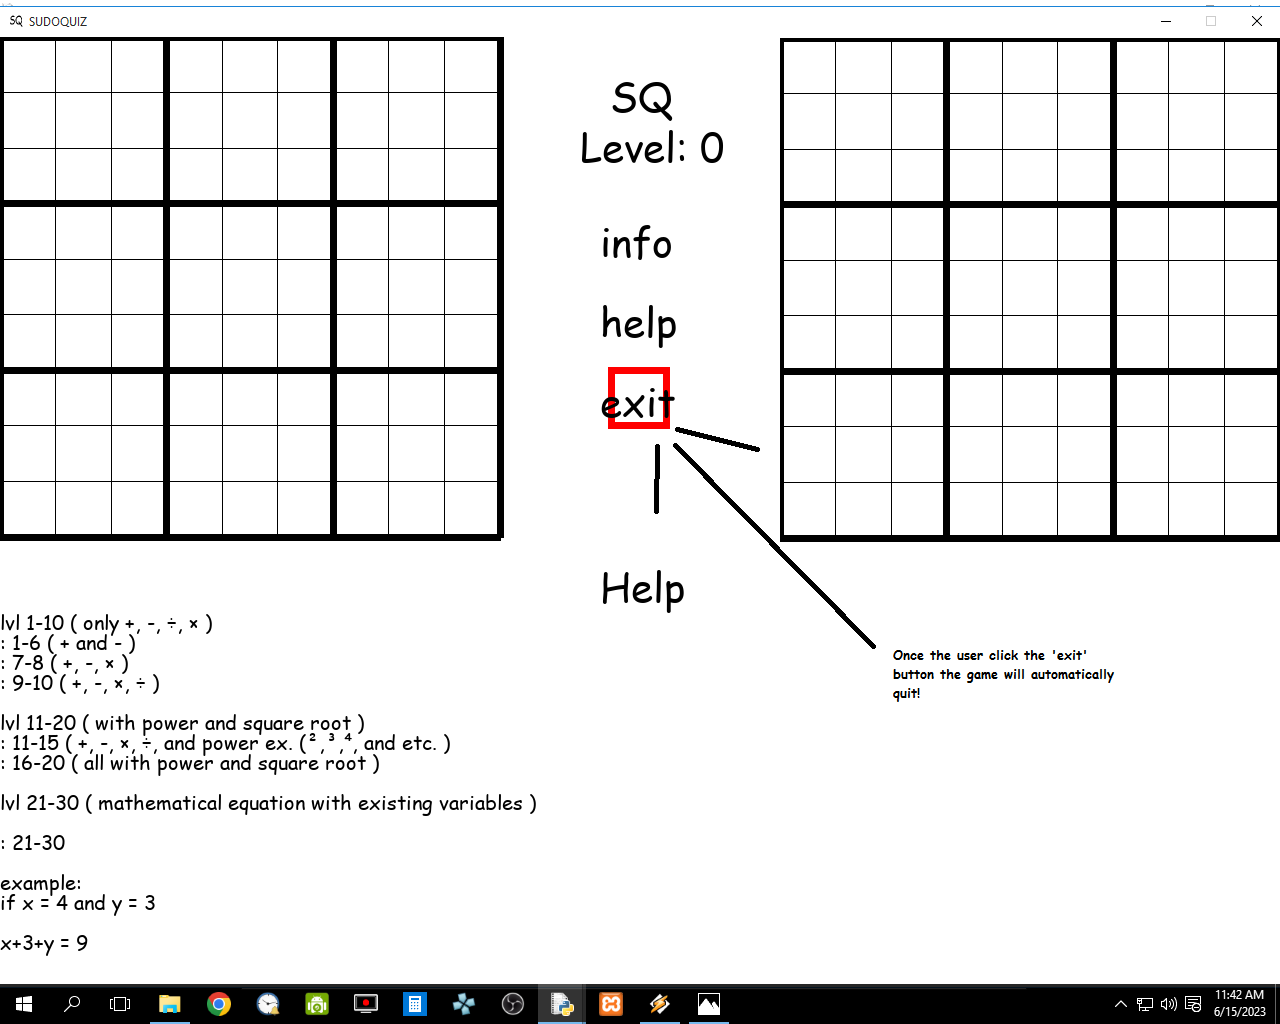 SQ SUDOQUIZ
SQ
Level: 0
info
help
exit
Help
lvl 1-10 ( only +, -, ÷, × )
: 1-6 ( + and - )
: 7-8 ( +, -, × )
: 9-10 ( +, -, ×, ÷ )
lvl 11-20 ( with power and square root )
: 11-15 ( +, -, ×, ÷, and power ex. (² ,³ ,⁴, and etc. )
: 16-20 ( all with power and square root )
lvl 21-30 ( mathematical equation with existing variables )
: 21-30
example:
if x = 4 and y = 3
x+3+y = 9
Once the user click the 'exit'
button the game will automatically
quit!
11:42 AM
6/15/2023